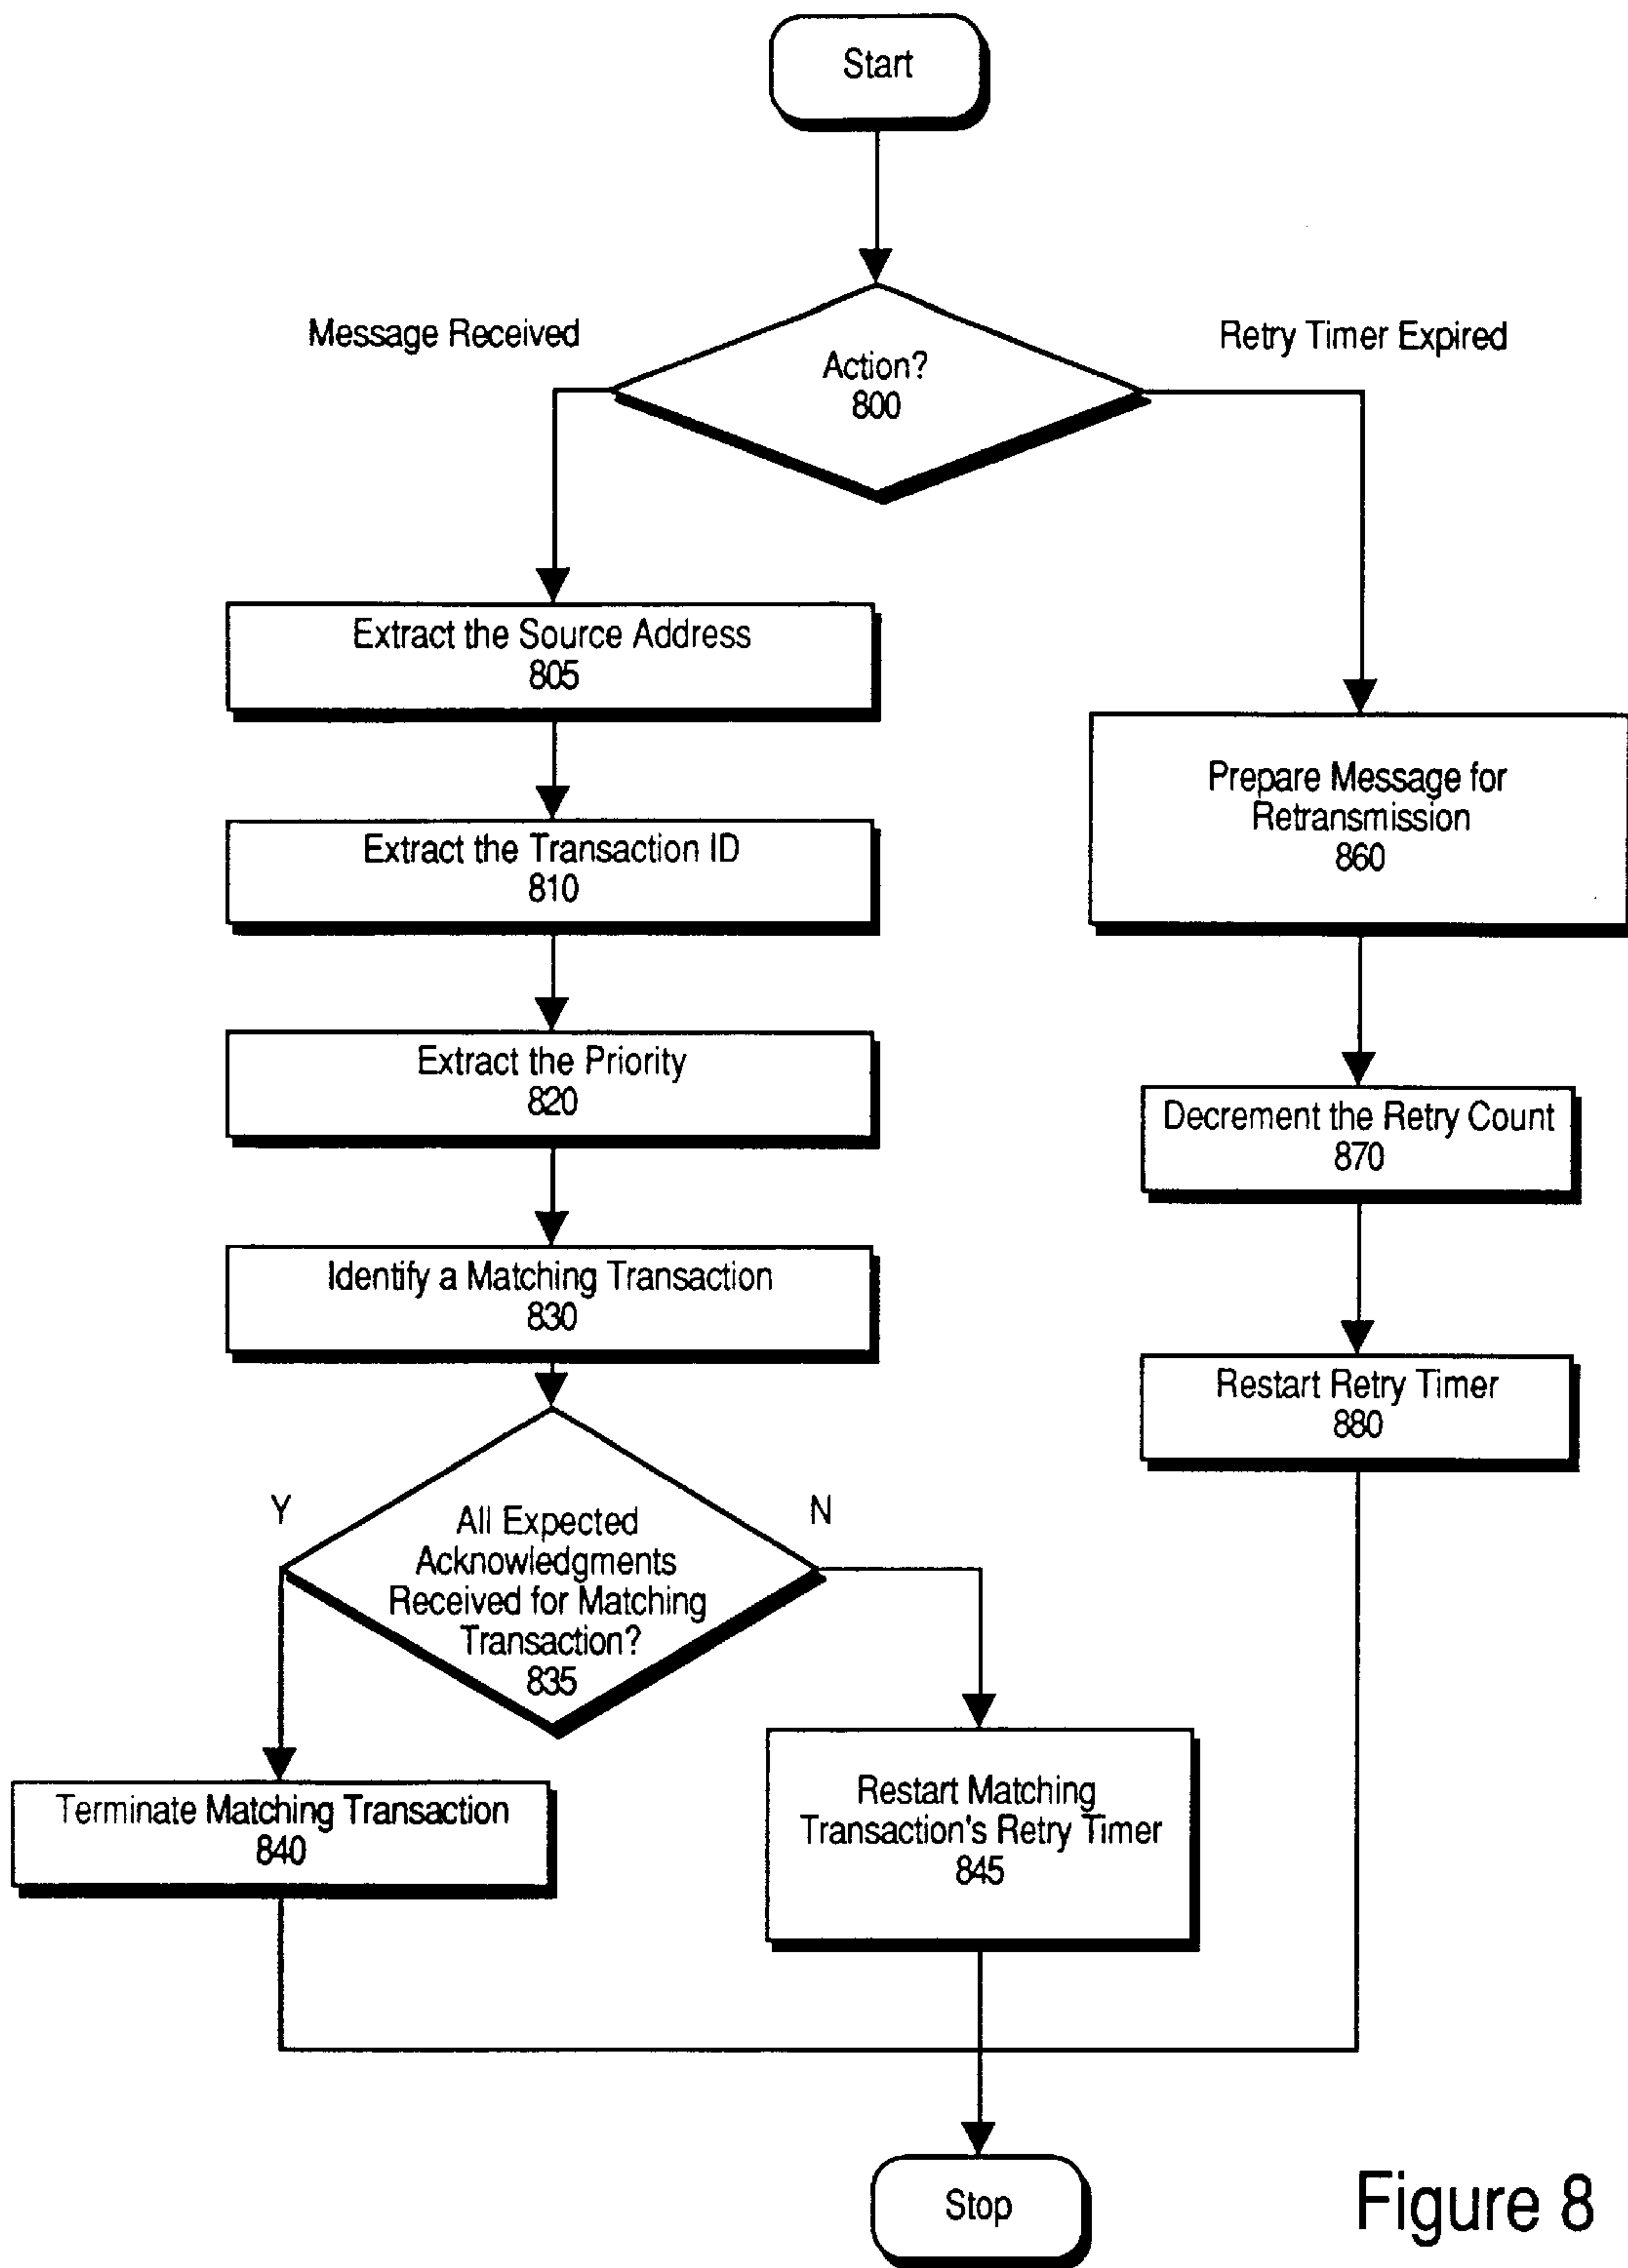 Start
Message Received
Retry Timer Expired
Action?
800
Extract the Source Address
805
Extract the Transaction ID
810
Extract the Priority
820
Identify a Matching Transaction
830
Y
N
All Expected
Acknowledgments
Received for Matching
Transaction?
835
Terminate Matching Transaction
840
Restart Matching
Transaction's Retry Timer
845
Prepare Message for
Retransmission
860
Decrement the Retry Count
870
Restart Retry Timer
880
Stop
Figure 8